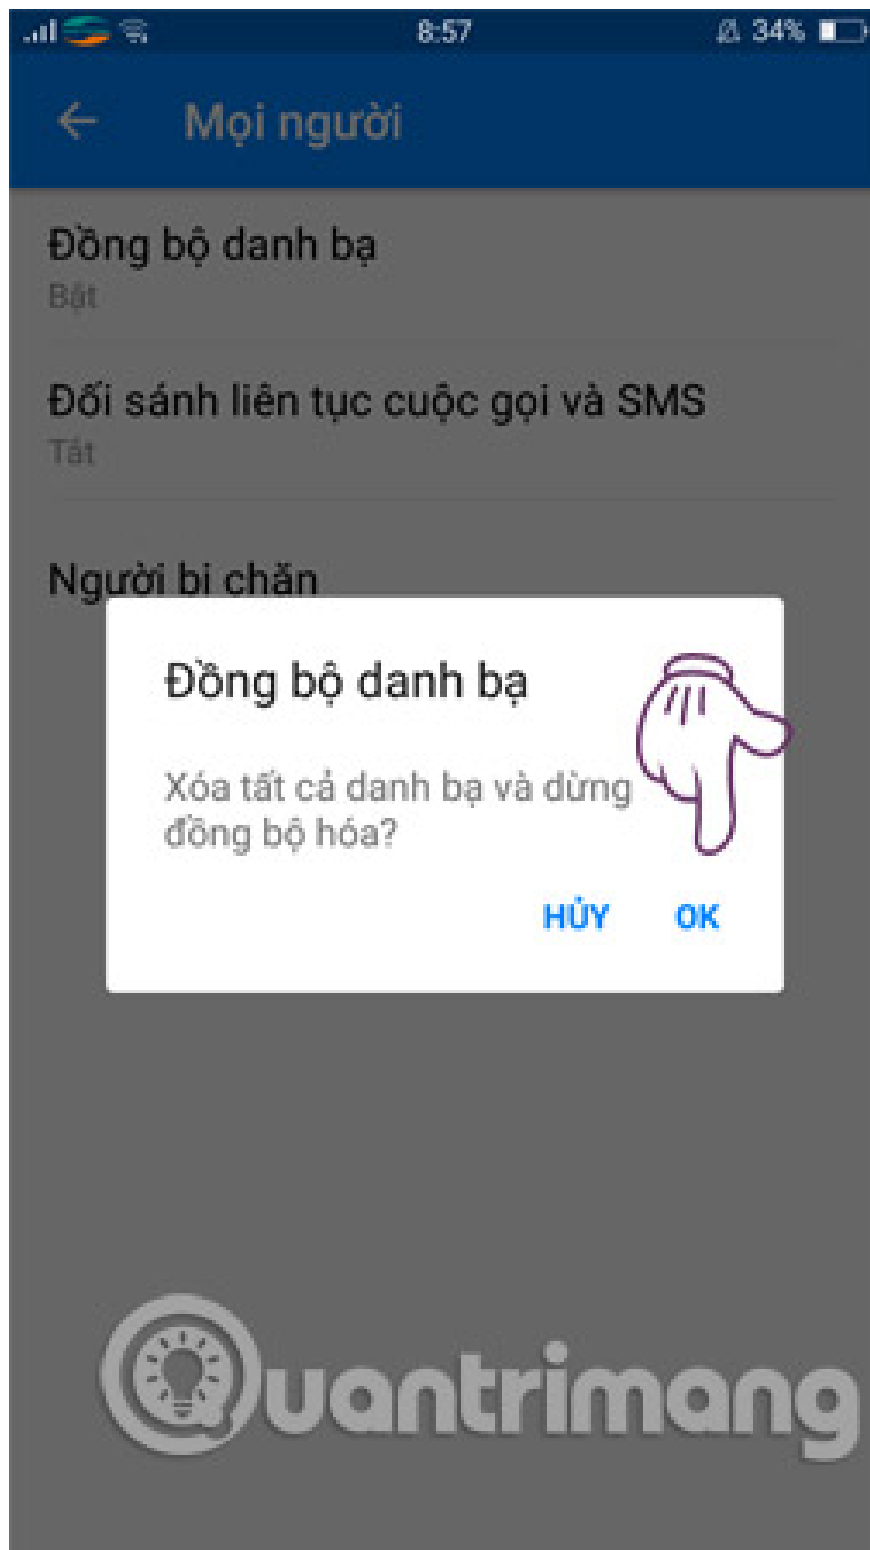 8:57
34%
Mọi người
Đồng bộ danh bạ
Bật
Đối sánh liên tục cuộc gọi và SMS
Tắt
Người bị chặn
Đồng bộ danh bạ
Xóa tất cả danh bạ và dừng
đồng bộ hóa?
HỦY OK
Quantrimang